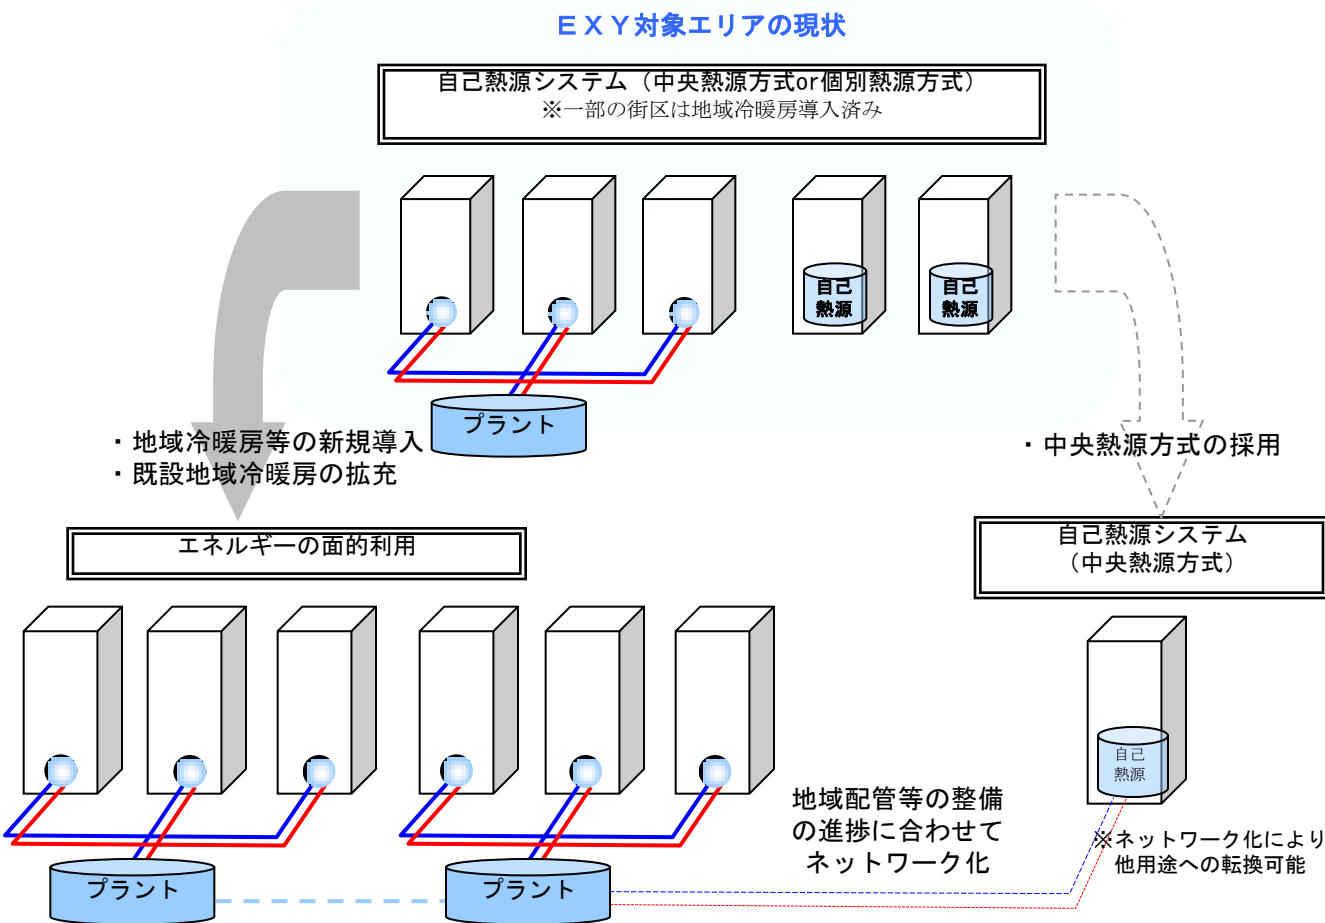 ＥＸＹ対象エリアの現状
自己熱源システム（中央熱源方式or個別熱源方式）
※一部の街区は地域冷暖房導入済み
自己
熱源
自己
熱源
プラント
・地域冷暖房等の新規導入
・既設地域冷暖房の拡充
・中央熱源方式の採用
エネルギーの面的利用
自己熱源システム
（中央熱源方式）
自己
熱源
地域配管等の整備
の進捗に合わせて
ネットワーク化
※ネットワーク化により
他用途への転換可能
プラント
プラント